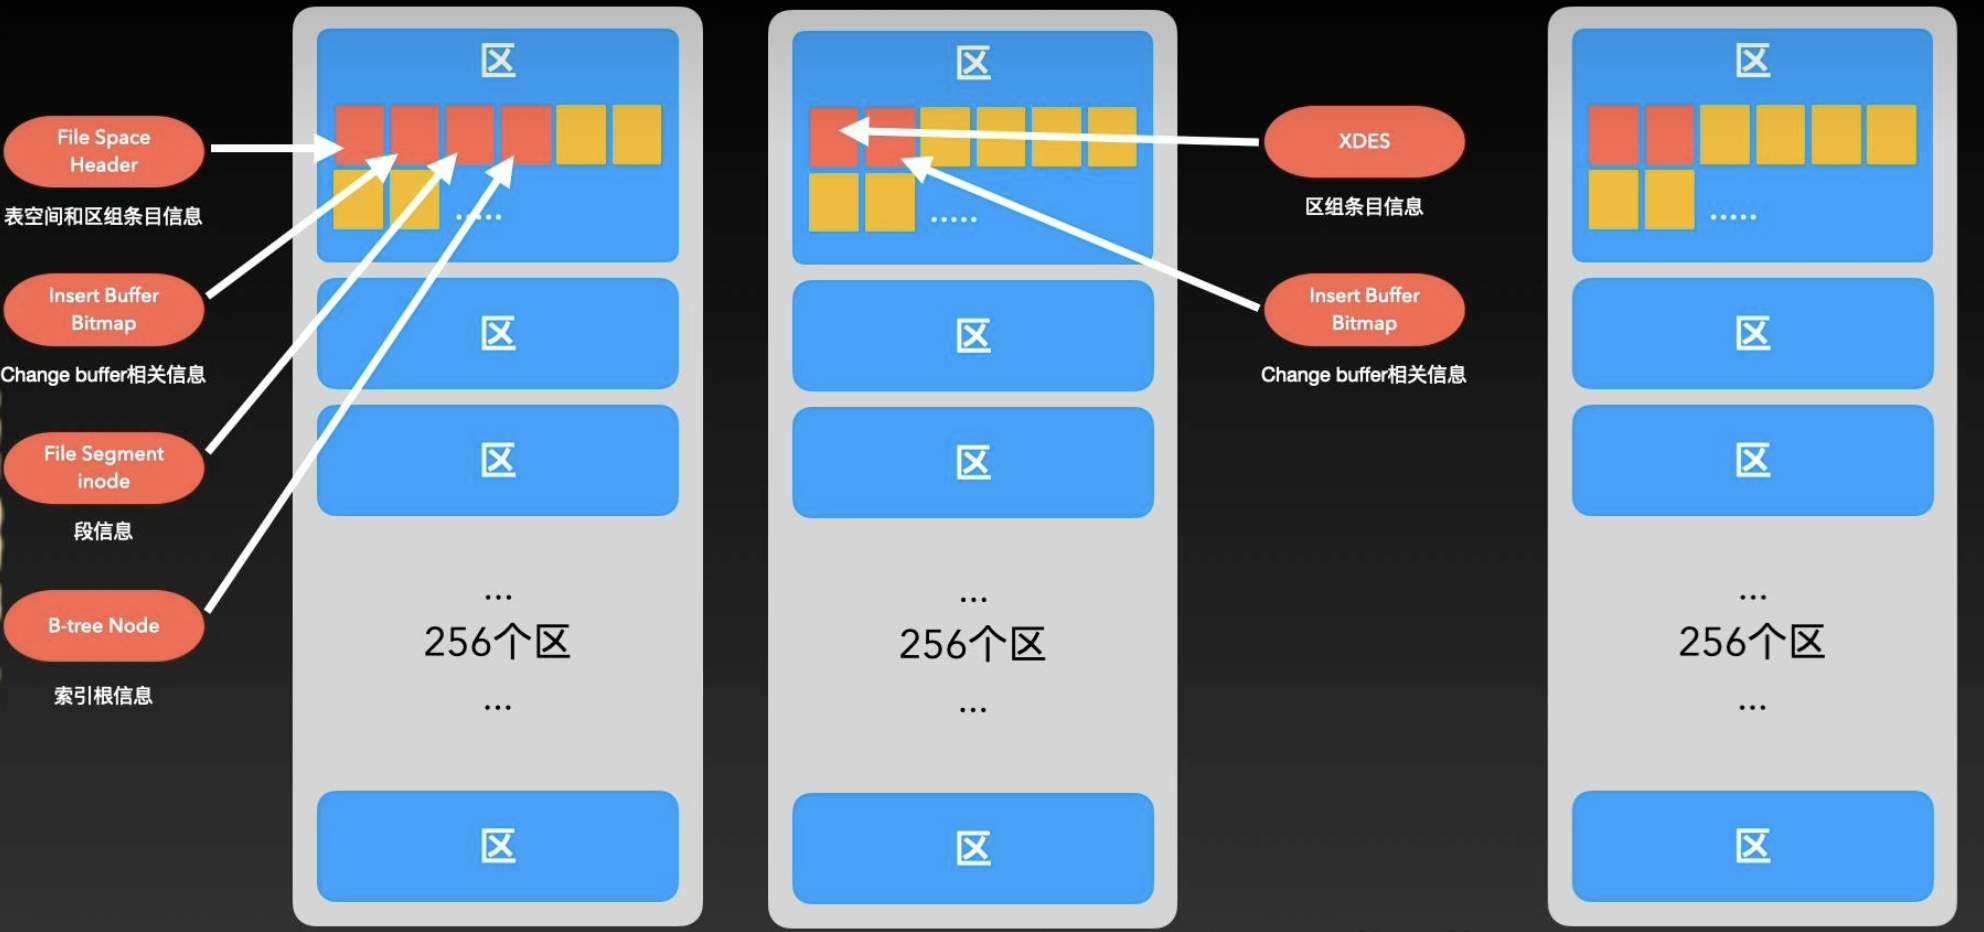 File Space
Header
表空间和区组条目信息
Insert Buffer
Bitmap
Change buffer相关信息
File Segment
inode
段信息
B-tree Node
索引根信息
区
.....
区
区
...
256个区
...
区
区
.....
区
区
...
256个区
...
区
XDES
区组条目信息
Insert Buffer
Bitmap
Change buffer相关信息
区
.....
区
区
...
256个区
...
区